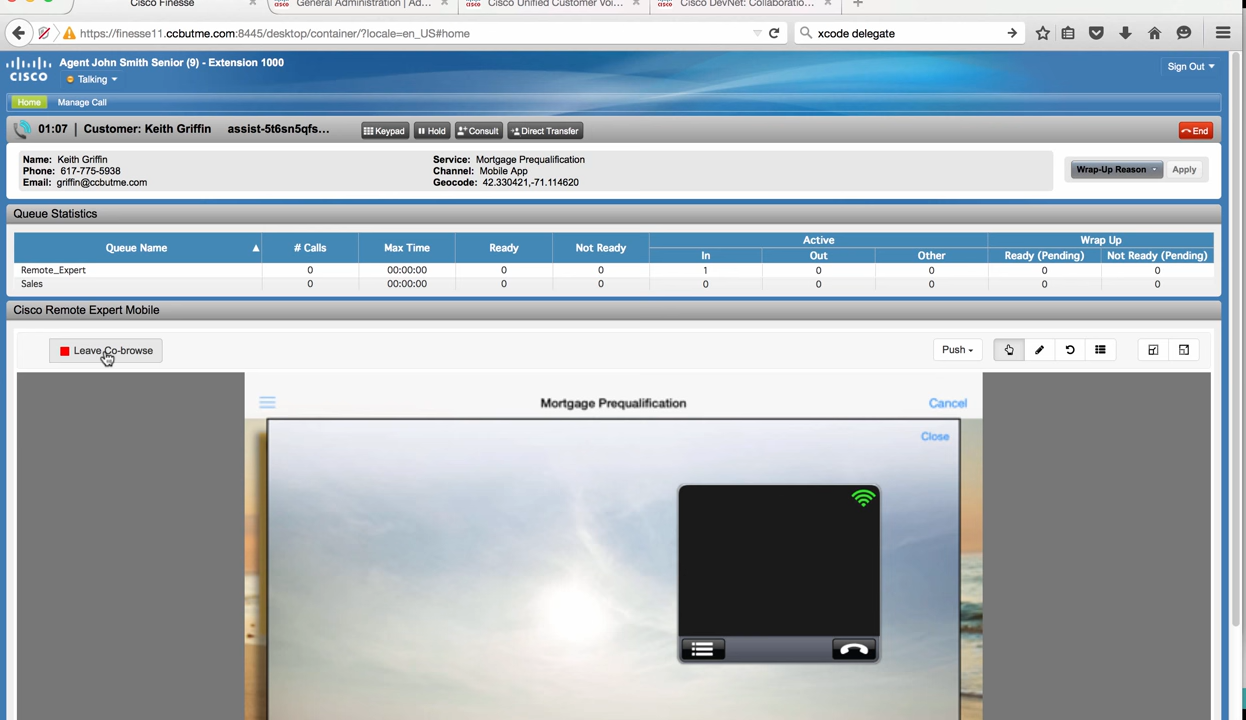 Cisco Finesse
General Administration | Ad...
Cisco Unified Customer Voi...
Cisco DevNet: Collaboratio...
https://finesse11.ccbutme.com:8445/desktop/container/?locale=en_US#home
xcode delegate
CISCO
Agent John Smith Senior (9) - Extension 1000
Talking
Sign Out
Home
Manage Call
01:07 | Customer: Keith Griffin assist-5t6sn5qfs...
Keypad
Hold
Consult
Direct Transfer
End
Name: Keith Griffin
Phone: 617-775-5938
Email: griffin@ccbutme.com
Service: Mortgage Prequalification
Channel: Mobile App
Geocode: 42.330421,-71.114620
Wrap-Up Reason
Apply
Queue Statistics
Queue Name # Calls Max Time Ready Not Ready Active Wrap Up
In Out Other Ready (Pending) Not Ready (Pending)
Remote_Expert 0 00:00:00 0 0 1 0 0 0 0
Sales 0 00:00:00 0 0 0 0 0 0 0
Cisco Remote Expert Mobile
Leave Co-browse
Push
Mortgage Prequalification
Cancel
Close